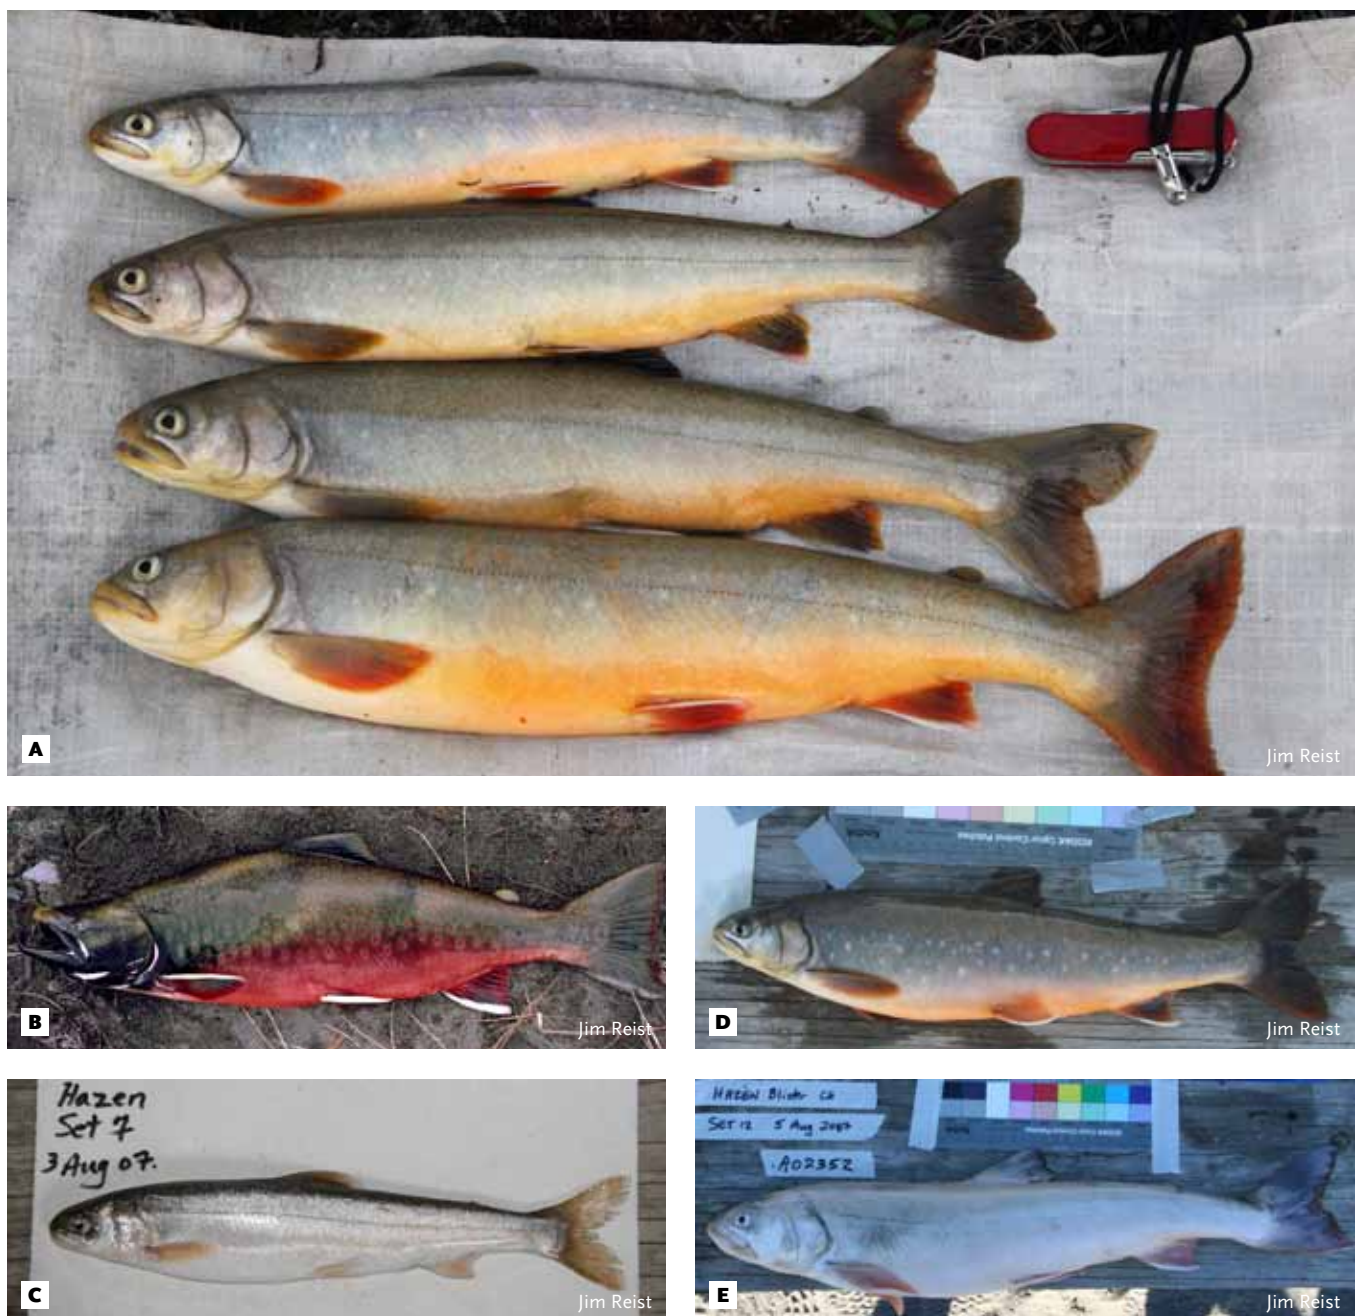 A
Jim Reist
B
Jim Reist
D
Jim Reist
Hazen
Set 7
3 Aug 07.
C
Jim Reist
HAZEN
SET 12 5 Aug 2007
A02352
E
Jim Reist